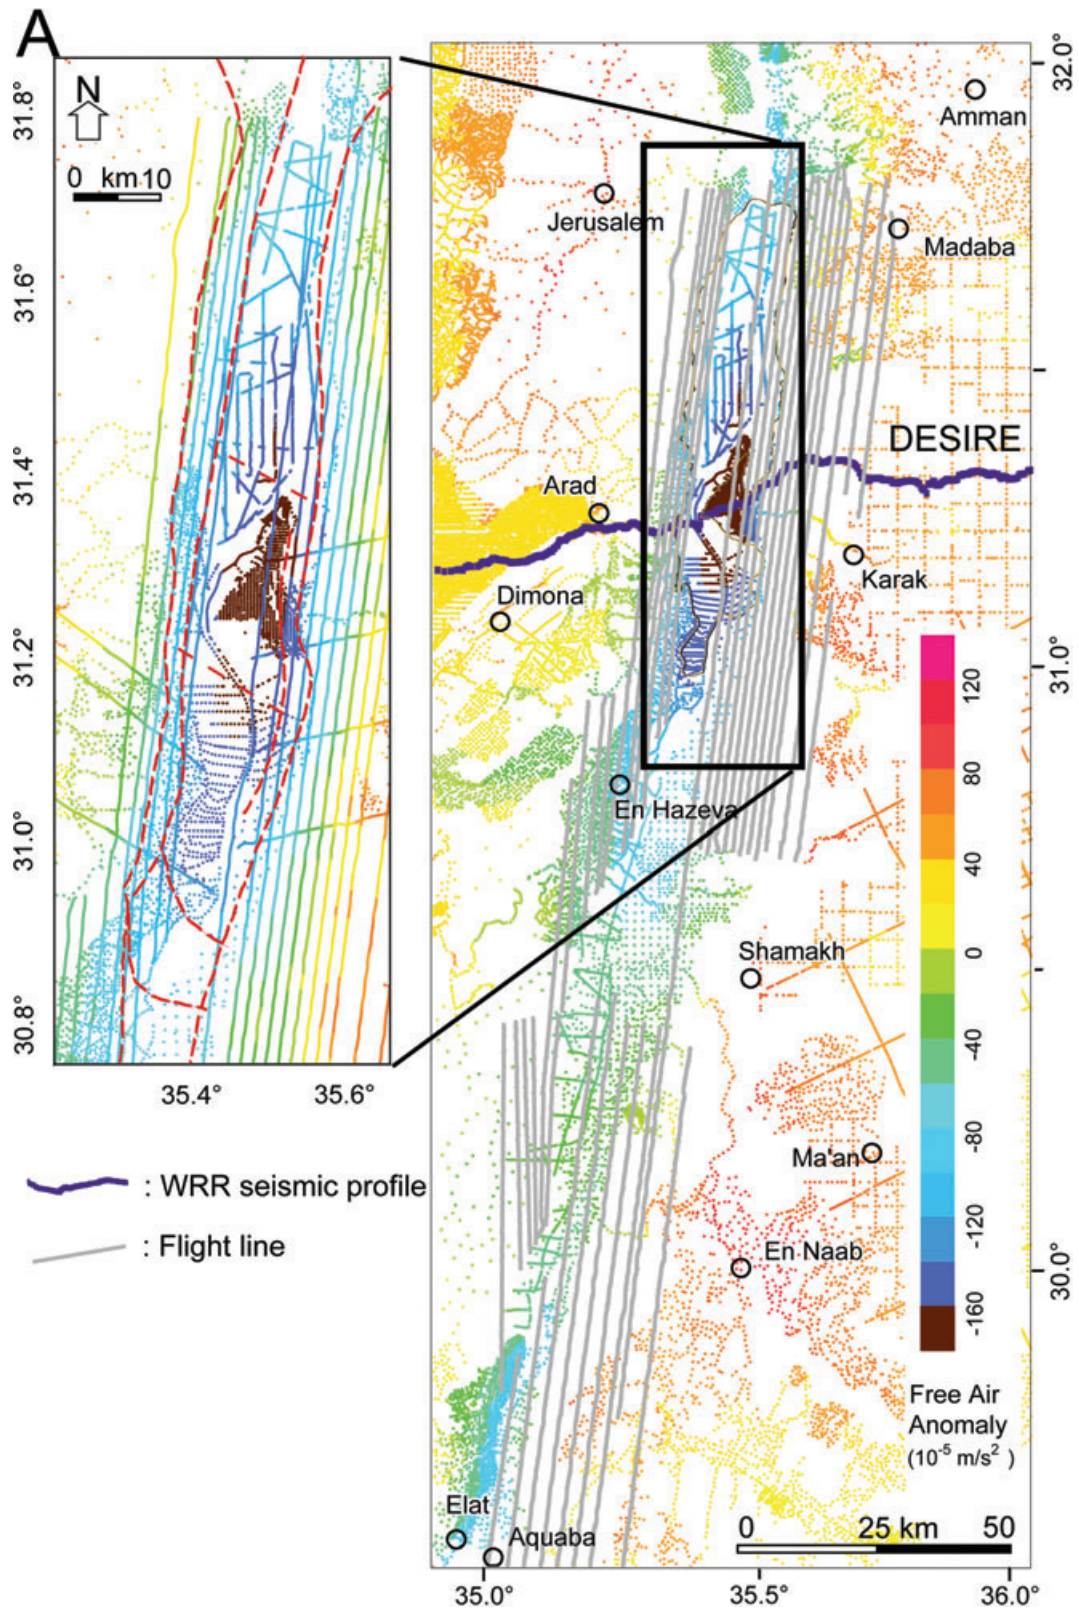 A
N
0 km10
31.8°
31.6°
31.4°
31.2°
31.0°
30.8°
35.4°
35.6°
: WRR seismic profile
: Flight line
32.0°
31.0°
30.0°
Amman
Jerusalem
Madaba
DESIRE
Arad
Karak
Dimona
En Hazeva
Shamakh
Ma'an
En Naab
Elat
Aquaba
120
80
40
0
-40
-80
-120
-160
Free Air
Anomaly
(10⁻⁵ m/s²)
0 25 km 50
35.0°
35.5°
36.0°